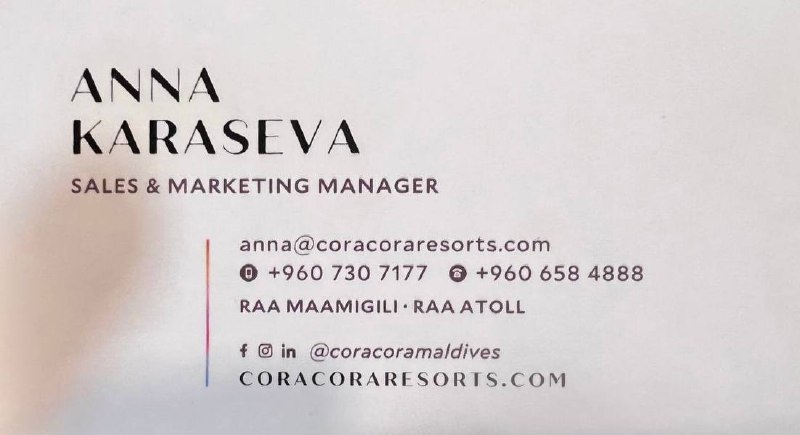 ANNA
KARASEVA
SALES & MARKETING MANAGER
anna@coracoraresorts.com
+960 730 7177 +960 658 4888
RAA MAAMIGILI · RAA ATOLL
f in @coracoramaldives
CORACORARESORTS.COM